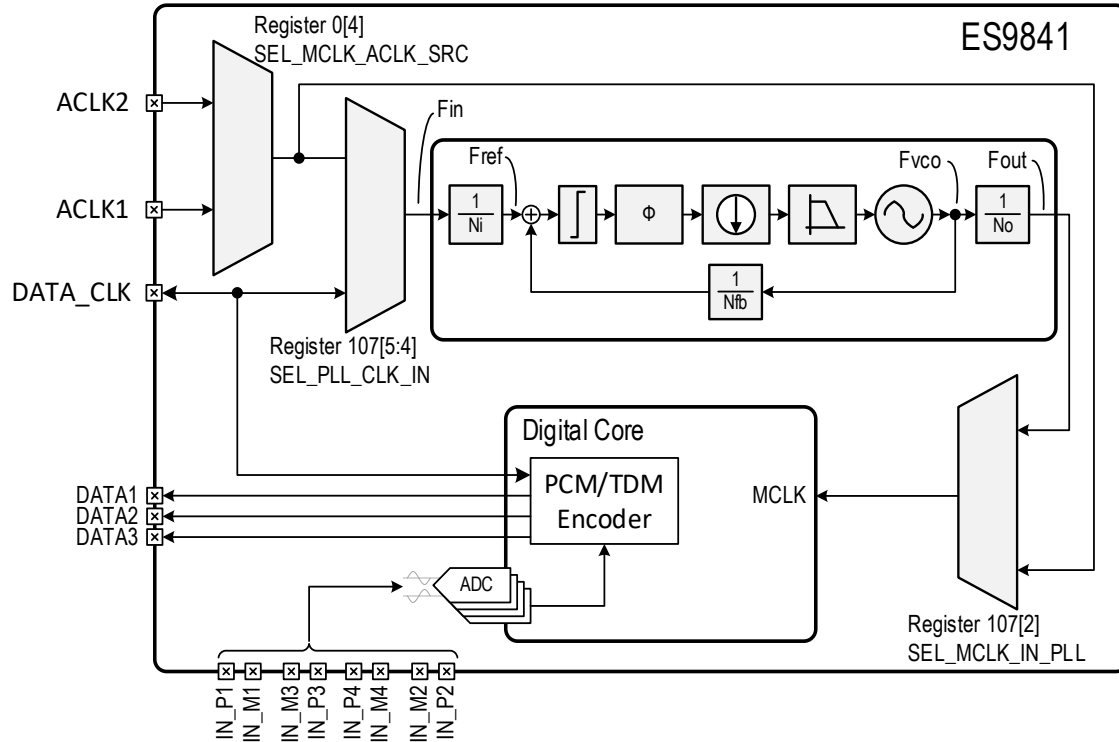 Register 0[4]
SEL_MCLK_ACLK_SRC
ES9841
ACLK2
ACLK1
DATA_CLK
Fin
Fref
Fvco
Fout
1
Ni
Φ
1
No
1
Nfb
Register 107[5:4]
SEL_PLL_CLK_IN
Digital Core
PCM/TDM
Encoder
MCLK
DATA1
DATA2
DATA3
ADC
Register 107[2]
SEL_MCLK_IN_PLL
IN_P1
IN_M1
IN_M3
IN_P3
IN_P4
IN_M4
IN_M2
IN_P2